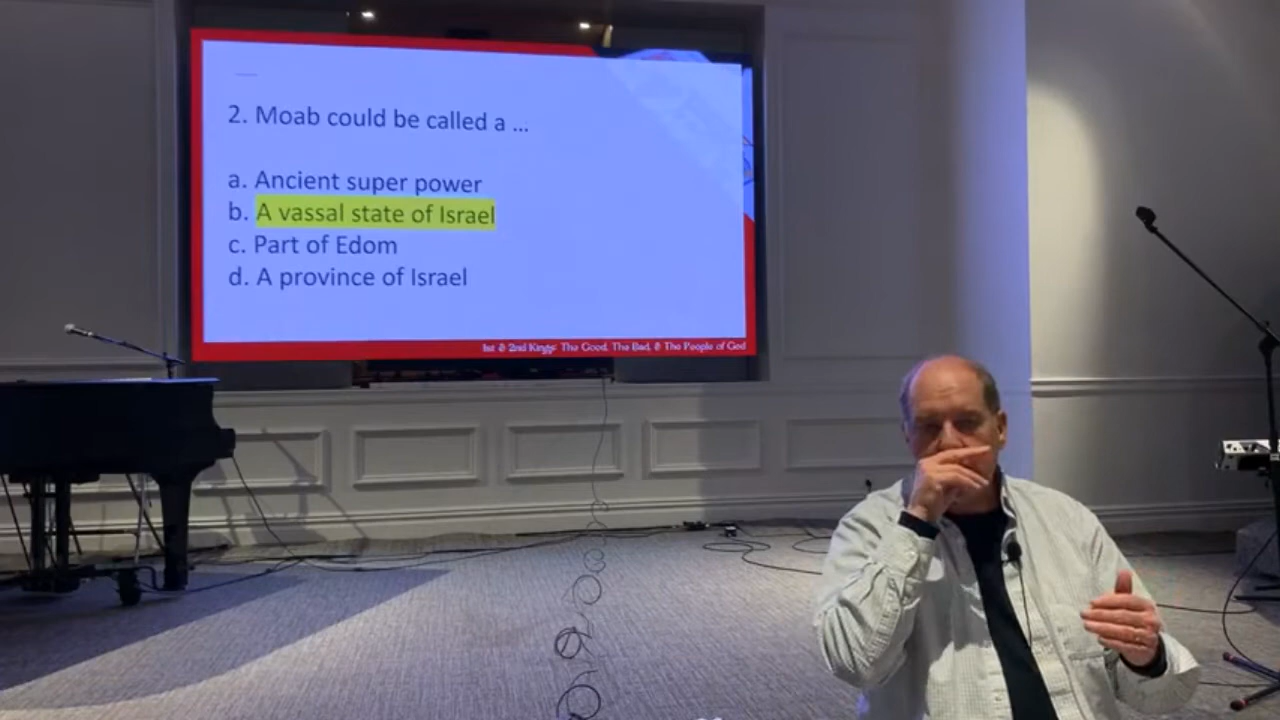 2. Moab could be called a ...
a. Ancient super power
b. A vassal state of Israel
c. Part of Edom
d. A province of Israel
1st & 2nd Kings: The Good, The Bad, & The People of God